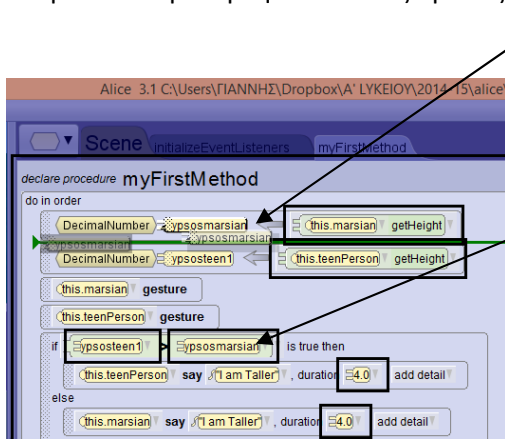 Alice 3.1 C:\Users\ΓΙΑΝΝΗΣ\Dropbox\A' LYKEIOY\2014-15\alice\
Scene initializeEventListeners myFirstMethod
declare procedure myFirstMethod
do in order
DecimalNumber ypsosmarsian this.marsian getHeight
ypsosmarsian ypsosmarsian
DecimalNumber ypsosteen1 this.teenPerson getHeight
this.marsian gesture
this.teenPerson gesture
if ypsosteen1 > ypsosmarsian is true then
this.teenPerson say I am Taller , duration 4.0 add detail
else
this.marsian say I am Taller , duration 4.0 add detail